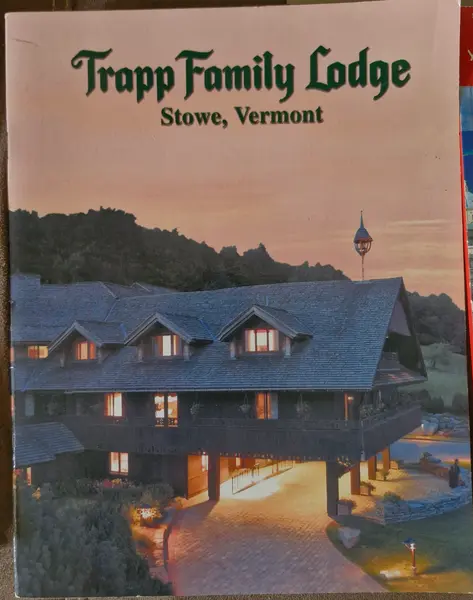 Trapp Family Lodge
Stowe, Vermont